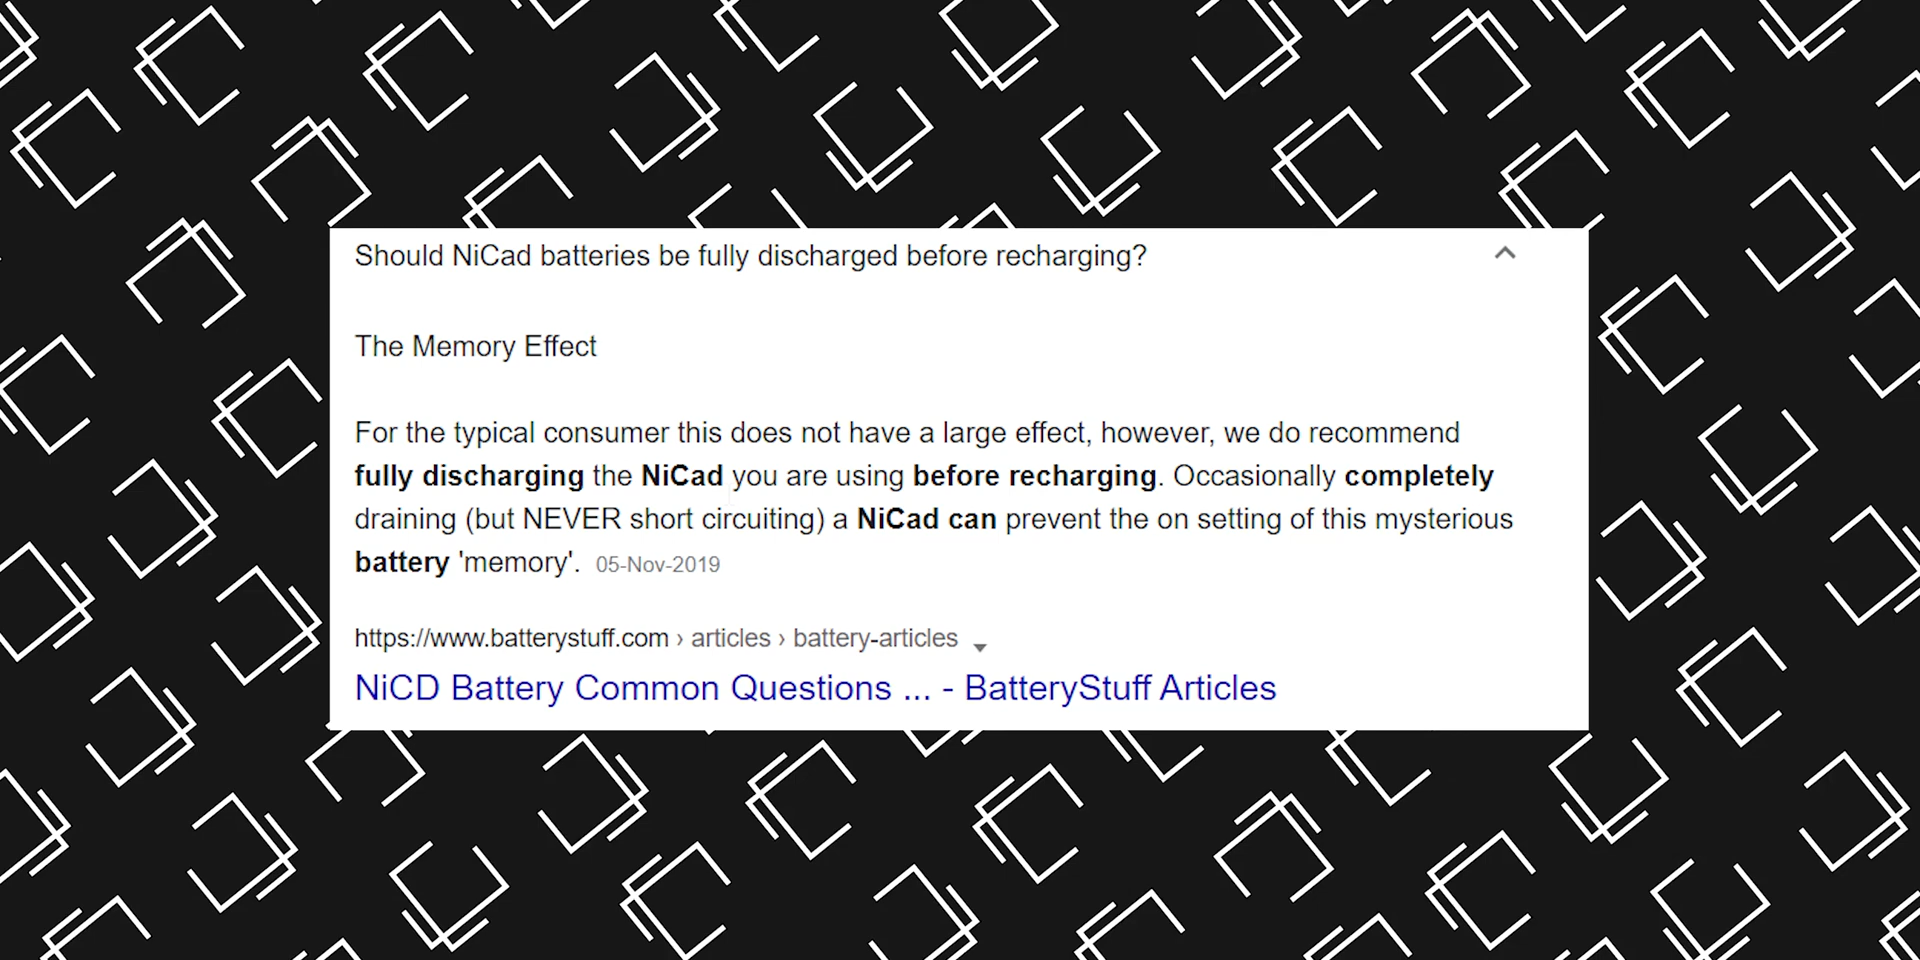 Should NiCad batteries be fully discharged before recharging?
The Memory Effect
For the typical consumer this does not have a large effect, however, we do recommend
fully discharging the NiCad you are using before recharging. Occasionally completely
draining (but NEVER short circuiting) a NiCad can prevent the on setting of this mysterious
battery 'memory'. 05-Nov-2019
https://www.batterystuff.com › articles › battery-articles
NiCD Battery Common Questions ... - BatteryStuff Articles